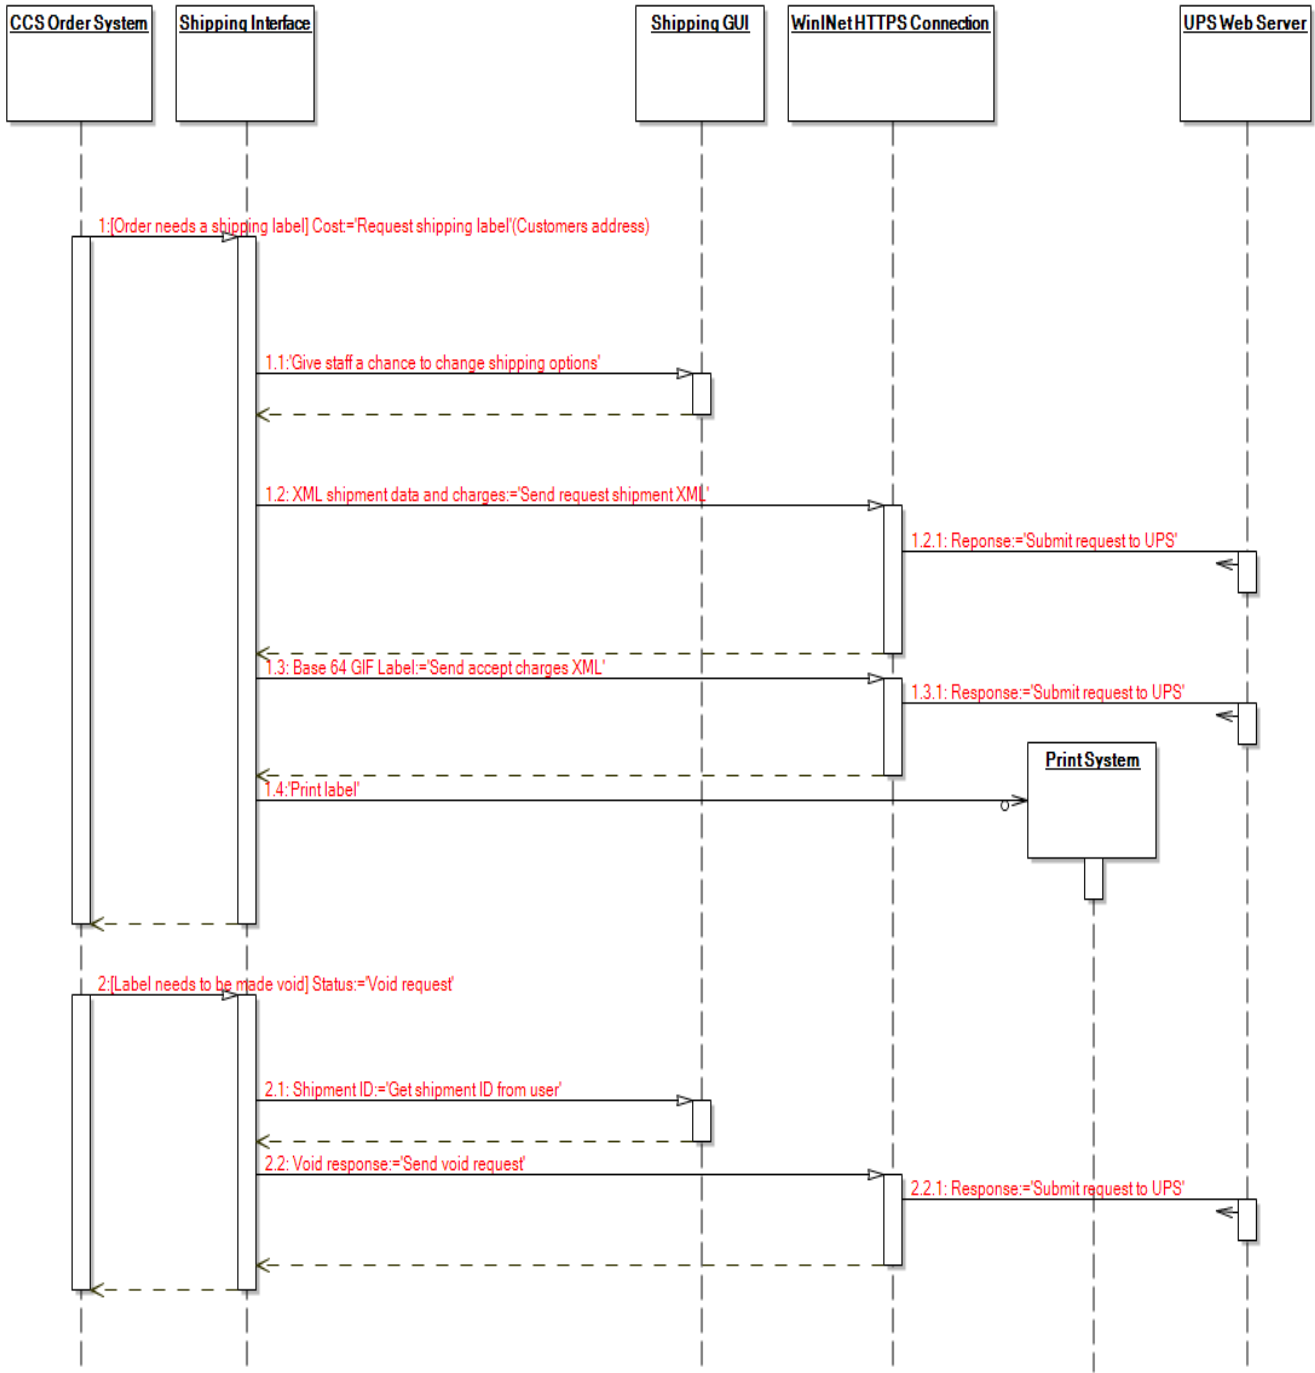 CCS Order System
Shipping Interface
Shipping GUI
WinINet HTTPS Connection
UPS Web Server
1:[Order needs a shipping label] Cost:='Request shipping label'(Customers address)
1.1:'Give staff a chance to change shipping options'
1.2: XML shipment data and charges:='Send request shipment XML'
1.2.1: Reponse:='Submit request to UPS'
1.3: Base 64 GIF Label:='Send accept charges XML'
1.3.1: Response:='Submit request to UPS'
Print System
1.4:'Print label'
2:[Label needs to be made void] Status:='Void request'
2.1: Shipment ID:='Get shipment ID from user'
2.2: Void response:='Send void request'
2.2.1: Response:='Submit request to UPS'